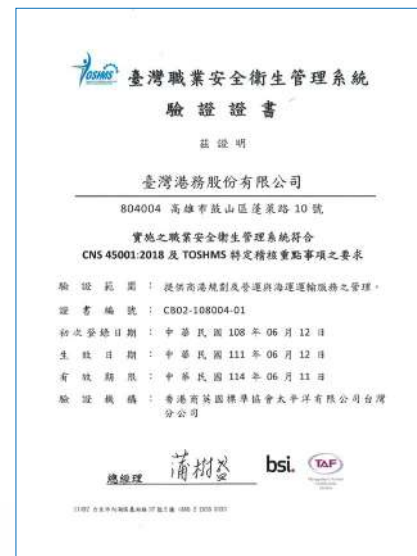 TOSHMS
臺灣職業安全衛生管理系統
驗證證書
茲證明
臺灣港務股份有限公司
804004 高雄市鼓山區蓬萊路 10 號
實施之職業安全衛生管理系統符合
CNS 45001:2018 及 TOSHMS 特定稽核重點事項之要求
驗證範圍：提供商港規劃及營運與海運運輸服務之管理。
證書編號：CB02-108004-01
初次登錄日期：中華民國 108 年 06 月 12 日
生效日期：中華民國 111 年 06 月 12 日
有效期限：中華民國 114 年 06 月 11 日
驗證機構：香港商英國標準協會太平洋有限公司台灣
分公司
總經理 蒲樹盛 bsi. TAF